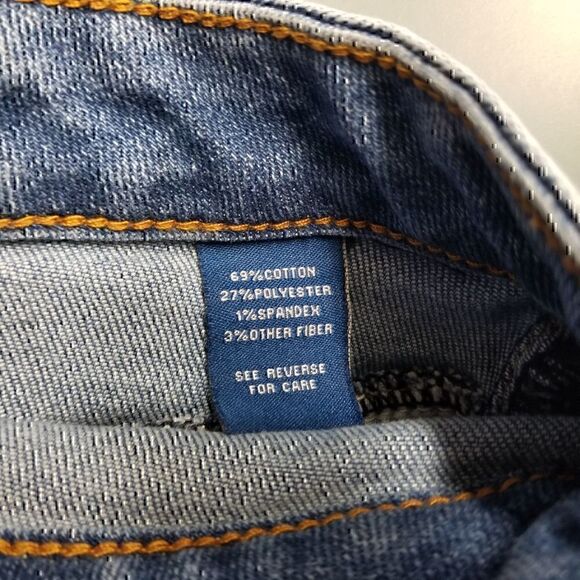 69%COTTON
27%POLYESTER
1%SPANDEX
3%OTHER FIBER
SEE REVERSE
FOR CARE